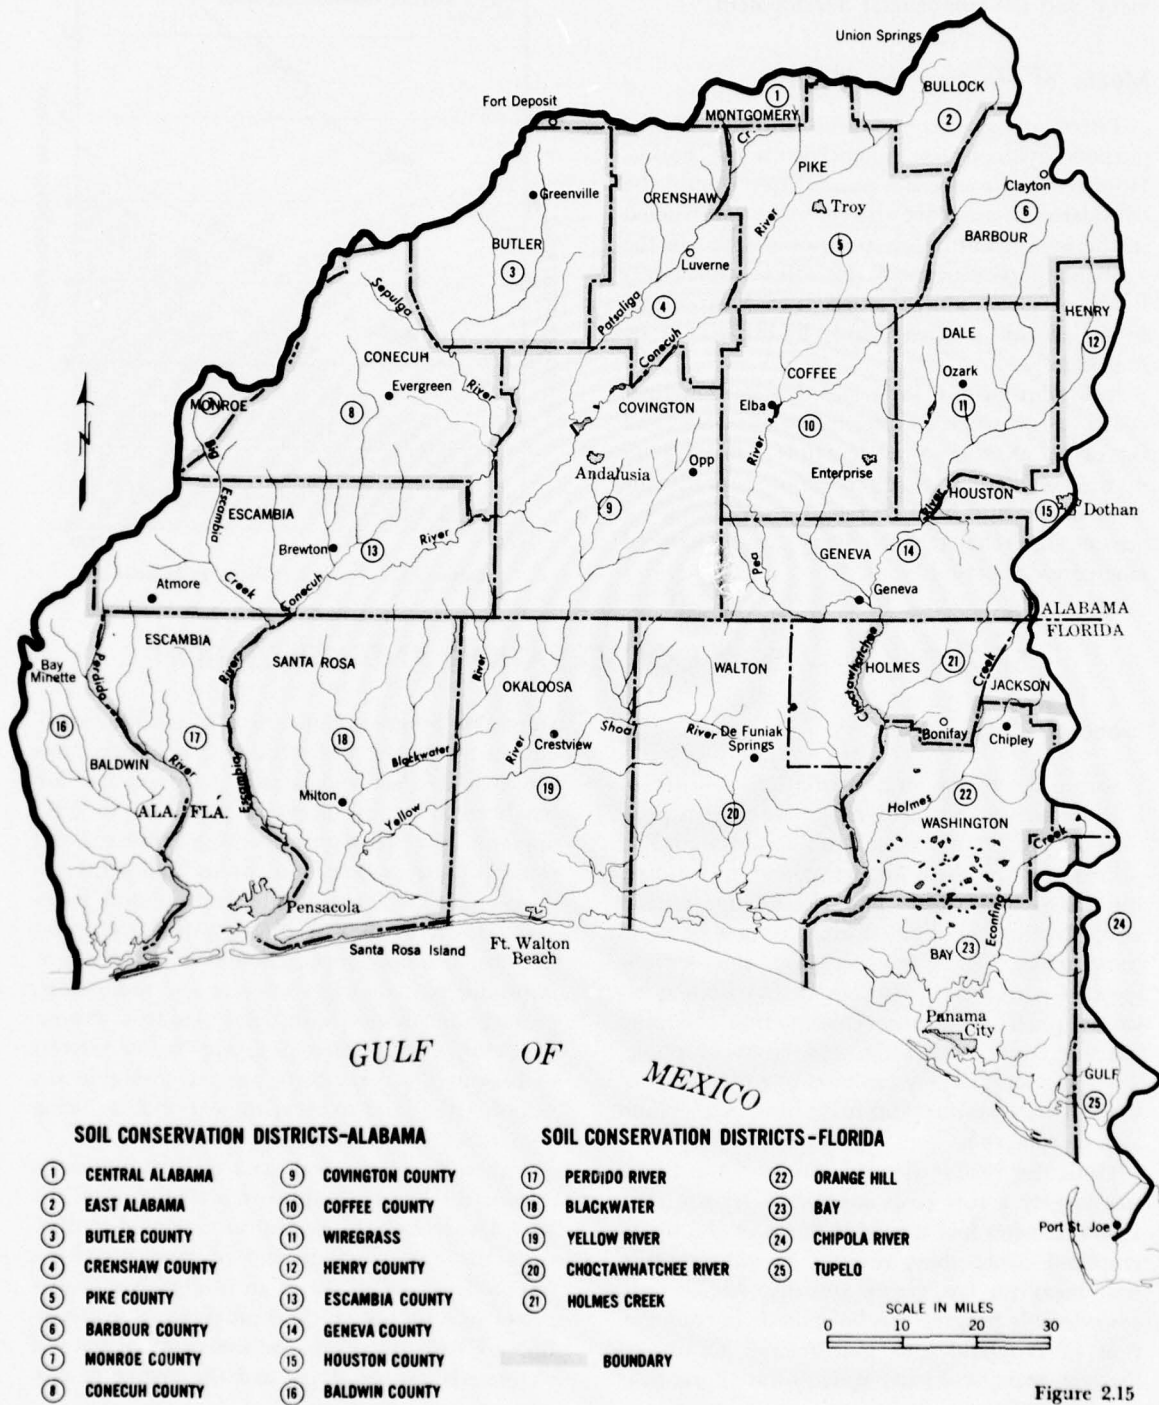 Union Springs
BULLOCK
2
1
MONTGOMERY
Fort Deposit
Cr.
PIKE
Clayton
6
Greenville
CRENSHAW
River
Troy
BARBOUR
5
BUTLER
3
Luverne
Sepulga
Patsaliga
4
HENRY
12
Conecuh
DALE
CONECUH
COFFEE
Ozark
Evergreen
River
MONROE
7
8
COVINGTON
Elba
10
11
Big
River
Andalusia
Opp
Enterprise
Escambia
9
River
HOUSTON
15
Dothan
ESCAMBIA
Brewton
13
River
GENEVA
14
Pea
Atmore
Creek
Conecuh
Geneva
ALABAMA
FLORIDA
ESCAMBIA
Bay
Minette
Perdido
River
SANTA ROSA
River
OKALOOSA
WALTON
Choctawhatchee
HOLMES
21
Creek
JACKSON
16
17
18
Shoal
River
De Funiak
Springs
Bonifay
Chipley
BALDWIN
River
Blackwater
River
Crestview
19
ALA.
FLA.
Escambia
Milton
Yellow
20
Holmes
22
WASHINGTON
Creek
Pensacola
Econfina
24
Santa Rosa Island
Ft. Walton
Beach
BAY
23
Panama
City
GULF
25
GULF OF MEXICO
Port St. Joe
SOIL CONSERVATION DISTRICTS-ALABAMA
1 CENTRAL ALABAMA
2 EAST ALABAMA
3 BUTLER COUNTY
4 CRENSHAW COUNTY
5 PIKE COUNTY
6 BARBOUR COUNTY
7 MONROE COUNTY
8 CONECUH COUNTY
9 COVINGTON COUNTY
10 COFFEE COUNTY
11 WIREGRASS
12 HENRY COUNTY
13 ESCAMBIA COUNTY
14 GENEVA COUNTY
15 HOUSTON COUNTY
16 BALDWIN COUNTY
SOIL CONSERVATION DISTRICTS-FLORIDA
17 PERDIDO RIVER
18 BLACKWATER
19 YELLOW RIVER
20 CHOCTAWHATCHEE RIVER
21 HOLMES CREEK
22 ORANGE HILL
23 BAY
24 CHIPOLA RIVER
25 TUPELO
BOUNDARY
SCALE IN MILES
0 10 20 30
Figure 2.15